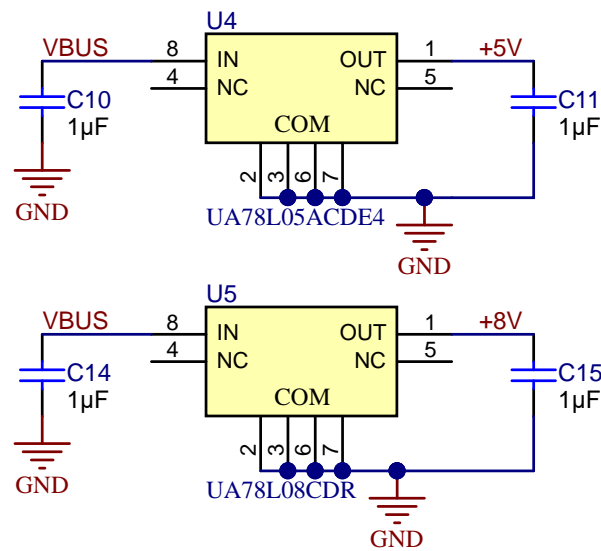 U4
VBUS 8 IN OUT 1 +5V
4 NC NC 5
C10 C11
1µF 1µF
COM
2 3 6 7
GND UA78L05ACDE4
GND
U5
VBUS 8 IN OUT 1 +8V
4 NC NC 5
C14 C15
1µF 1µF
COM
2 3 6 7
GND UA78L08CDR
GND